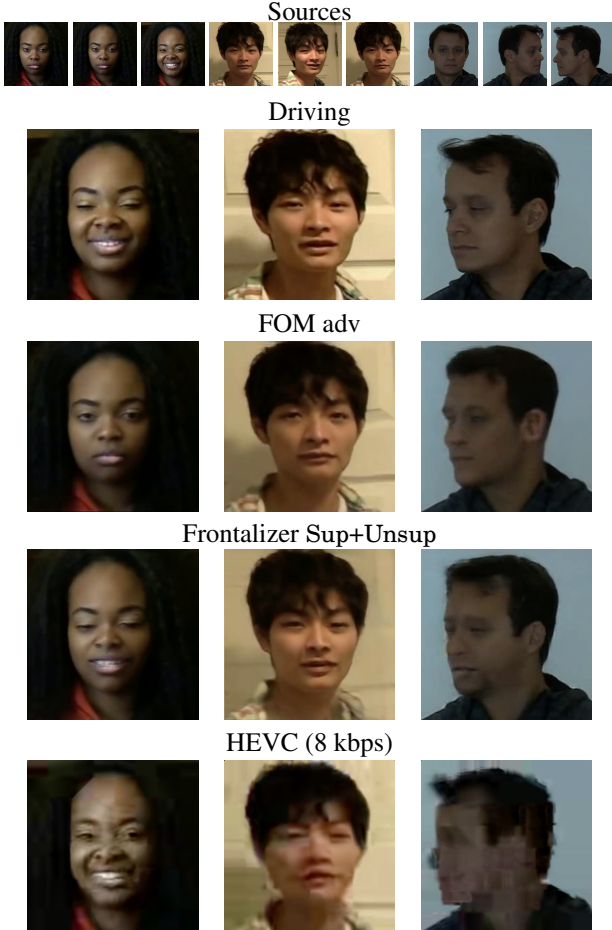 Sources
Driving
FOM adv
Frontalizer Sup+Unsup
HEVC (8 kbps)